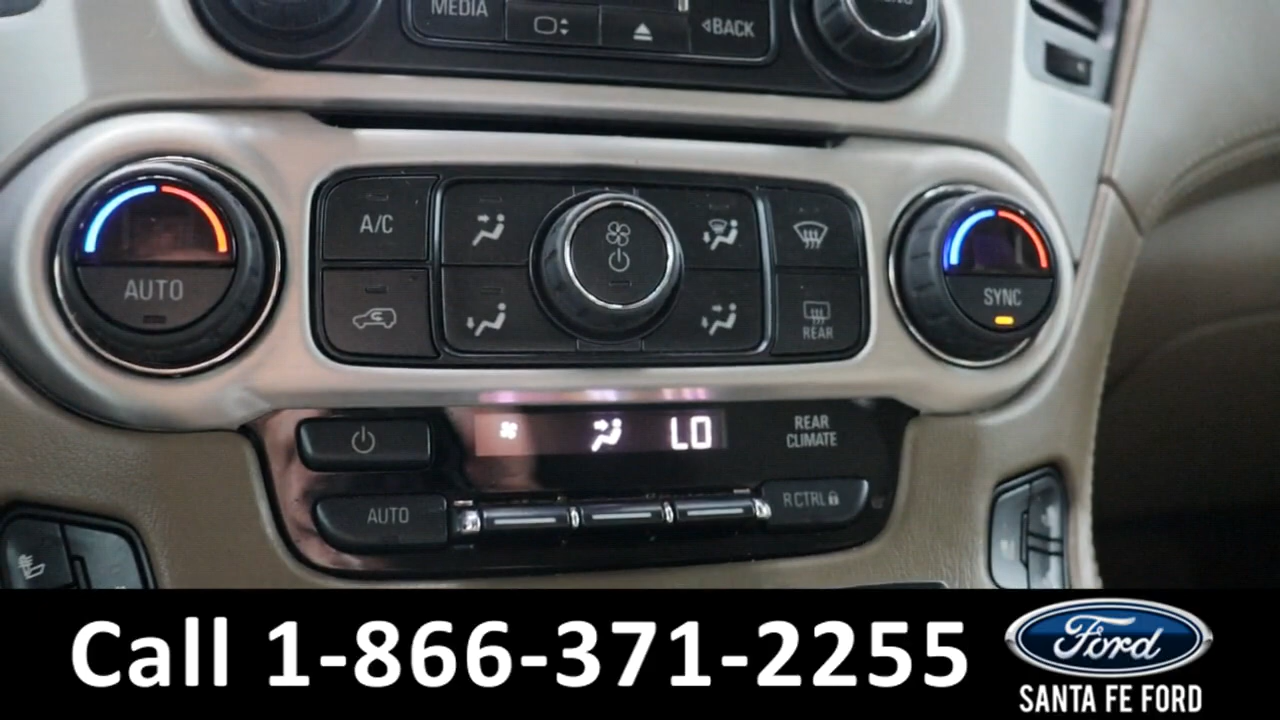 MEDIA
BACK
A/C
AUTO
REAR
SYNC
LO
REAR
CLIMATE
AUTO
R CTRL
Call 1-866-371-2255
Ford
SANTA FE FORD